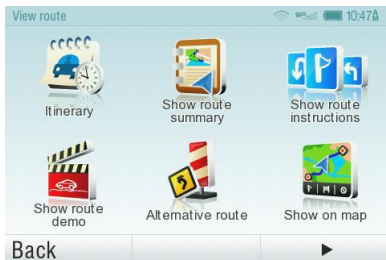 View route 10:47A
Itinerary
Show route summary
Show route instructions
Show route demo
Alternative route
Show on map
Back